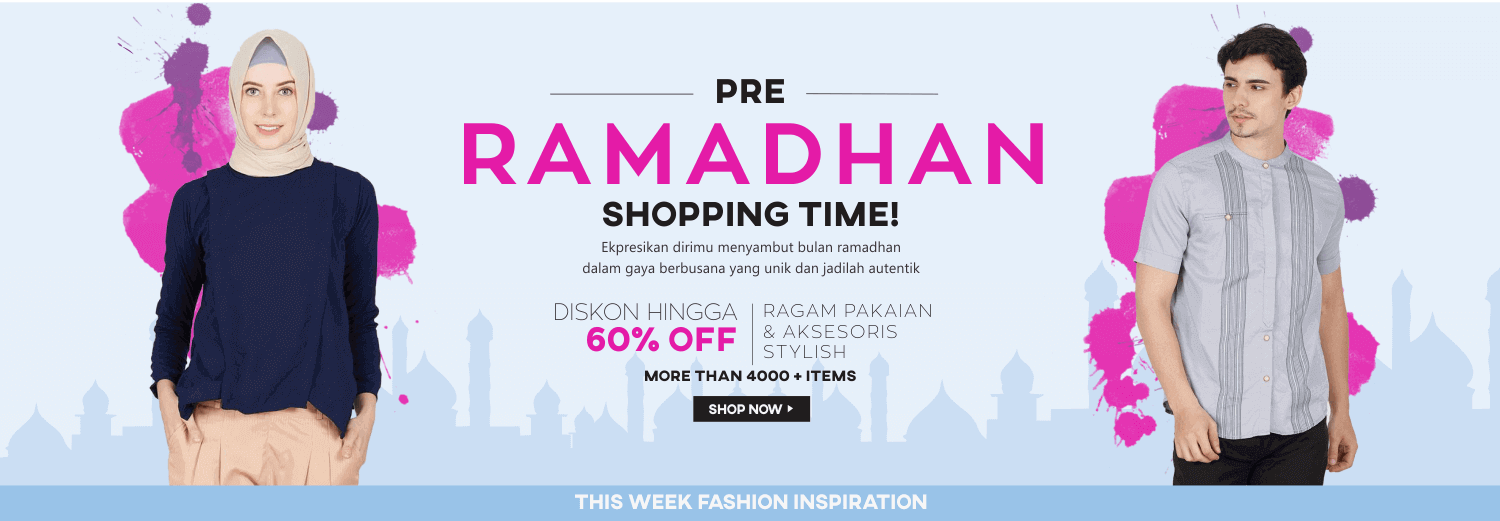 PRE
RAMADHAN
SHOPPING TIME!
Ekpresikan dirimu menyambut bulan ramadhan
dalam gaya berbusana yang unik dan jadilah autentik
DISKON HINGGA
60% OFF
RAGAM PAKAIAN
& AKSESORIS
STYLISH
MORE THAN 4000 + ITEMS
SHOP NOW
THIS WEEK FASHION INSPIRATION